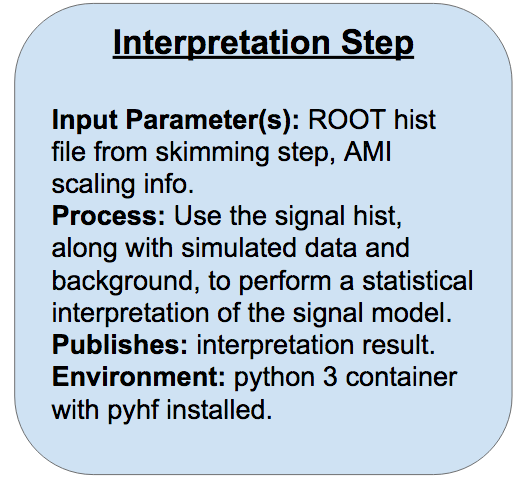 Interpretation Step
Input Parameter(s): ROOT hist
file from skimming step, AMI
scaling info.
Process: Use the signal hist,
along with simulated data and
background, to perform a statistical
interpretation of the signal model.
Publishes: interpretation result.
Environment: python 3 container
with pyhf installed.